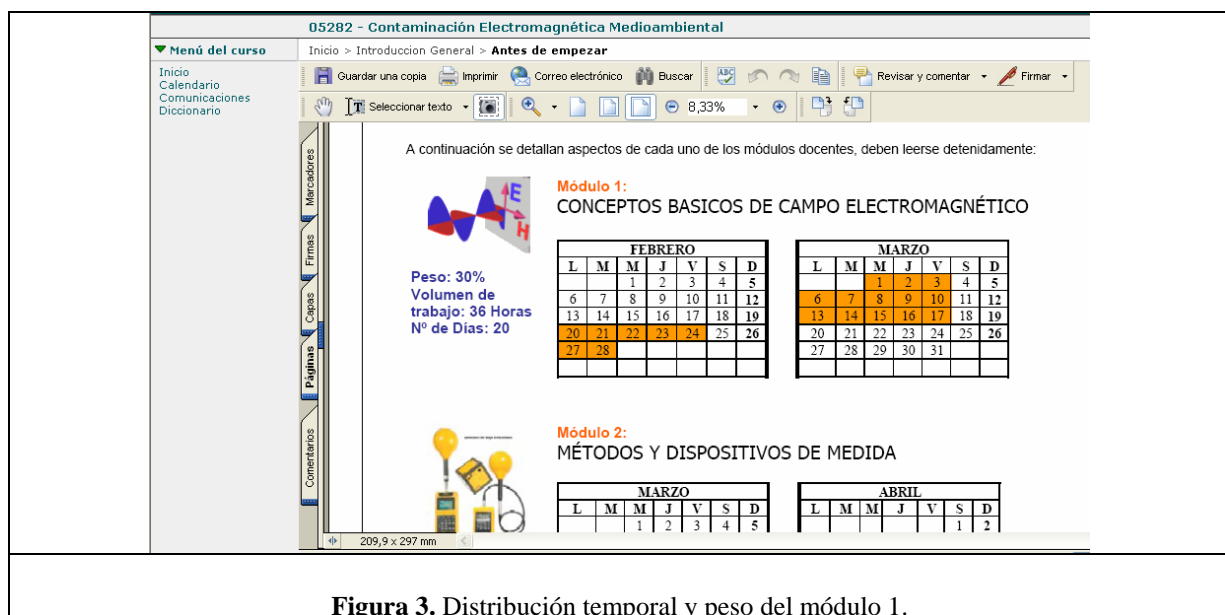 05282 - Contaminación Electromagnética Medioambiental
Menú del curso
Inicio > Introduccion General > Antes de empezar
Inicio
Calendario
Comunicaciones
Diccionario
Guardar una copia Imprimir Correo electrónico Buscar Revisar y comentar Firmar
Seleccionar texto 8,33%
Marcadores
Firmas
Capas
Páginas
Comentarios
A continuación se detallan aspectos de cada uno de los módulos docentes, deben leerse detenidamente:
E
H
Módulo 1:
CONCEPTOS BASICOS DE CAMPO ELECTROMAGNÉTICO
Peso: 30%
Volumen de
trabajo: 36 Horas
Nº de Días: 20
FEBRERO
L M M J V S D
1 2 3 4 5
6 7 8 9 10 11 12
13 14 15 16 17 18 19
20 21 22 23 24 25 26
27 28
MARZO
L M M J V S D
1 2 3 4 5
6 7 8 9 10 11 12
13 14 15 16 17 18 19
20 21 22 23 24 25 26
27 28 29 30 31
Módulo 2:
MÉTODOS Y DISPOSITIVOS DE MEDIDA
MARZO
L M M J V S D
1 2 3 4 5
ABRIL
L M M J V S D
1 2
209,9 x 297 mm
Figura 3. Distribución temporal y peso del módulo 1.